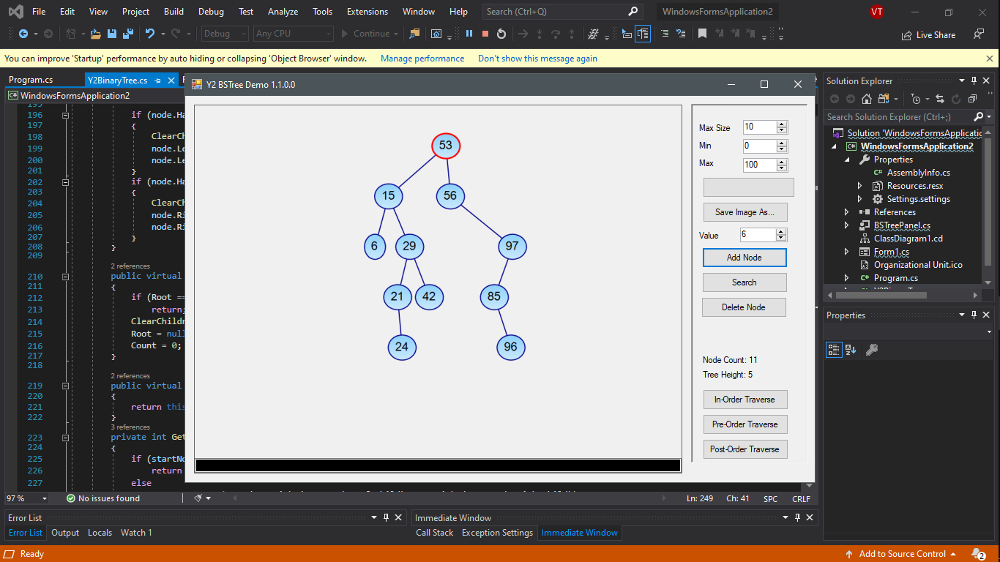 File Edit View Project Build Debug Test Analyze Tools Extensions Window Help Search (Ctrl+Q) WindowsFormsApplication2 VT
Debug Any CPU Continue Live Share
You can improve 'Startup' performance by auto hiding or collapsing 'Object Browser' window. Manage performance Don't show this message again
Program.cs Y2BinaryTree.cs
C# WindowsFormsApplication2
196 if (node.Ha
197 {
198 ClearCh
199 node.Le
200 node.Le
201 }
202 if (node.Ha
203 {
204 ClearCh
205 node.Ri
206 node.Ri
207 }
208 }
209
2 references
210 public virtual
211 {
212 if (Root ==
213 return;
214 ClearChildr
215 Root = null
216 Count = 0;
217 }
218
2 references
219 public virtual
220 {
221 return this
222 }
3 references
223 private int Get
224 {
225 if (startNo
226 return
227 else
97 % No issues found Ln: 249 Ch: 41 SPC CRLF
Y2 BSTree Demo 1.1.0.0
53
15 56
6 29 97
21 42 85
24 96
Max Size 10
Min 0
Max 100
Save Image As...
Value 6
Add Node
Search
Delete Node
Node Count: 11
Tree Height: 5
In-Order Traverse
Pre-Order Traverse
Post-Order Traverse
Solution Explorer
Search Solution Explorer (Ctrl+;)
Solution 'WindowsFormsApplicatic
C# WindowsFormsApplication2
Properties
C# AssemblyInfo.cs
Resources.resx
Settings.settings
References
BSTreePanel.cs
ClassDiagram1.cd
Form1.cs
Organizational Unit.ico
C# Program.cs
Properties
Error List
Error List Output Locals Watch 1
Immediate Window
Call Stack Exception Settings Immediate Window
Ready Add to Source Control 2